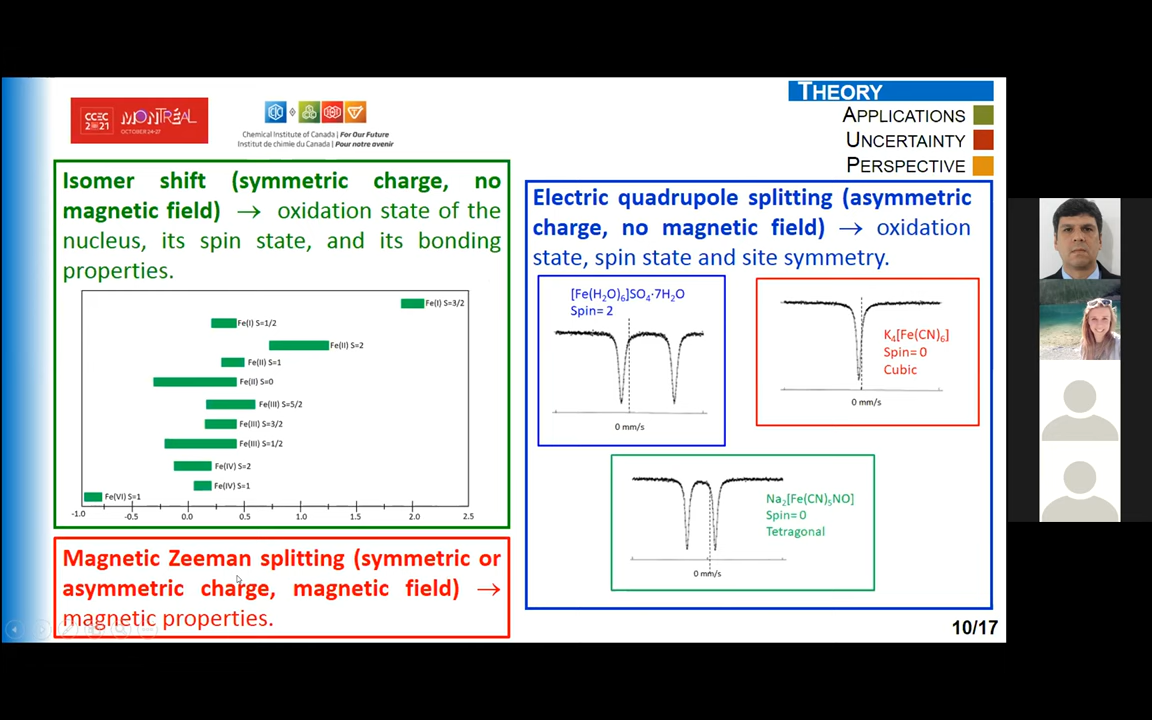 CCEC
2021
MONTRÉAL
OCTOBER 24-27
Chemical Institute of Canada | For Our Future
Institut de chimie du Canada | Pour notre avenir
THEORY
APPLICATIONS
UNCERTAINTY
PERSPECTIVE
Isomer shift (symmetric charge, no
magnetic field) → oxidation state of the
nucleus, its spin state, and its bonding
properties.
Fe(I) S=3/2
Fe(I) S=1/2
Fe(II) S=2
Fe(II) S=1
Fe(II) S=0
Fe(III) S=5/2
Fe(III) S=3/2
Fe(III) S=1/2
Fe(IV) S=2
Fe(IV) S=1
Fe(VI) S=1
-1.0 -0.5 0.0 0.5 1.0 1.5 2.0 2.5
Magnetic Zeeman splitting (symmetric or
asymmetric charge, magnetic field) →
magnetic properties.
Electric quadrupole splitting (asymmetric
charge, no magnetic field) → oxidation
state, spin state and site symmetry.
[Fe(H₂O)₆]SO₄·7H₂O
Spin= 2
0 mm/s
K₄[Fe(CN)₆]
Spin= 0
Cubic
0 mm/s
Na₂[Fe(CN)₅NO]
Spin= 0
Tetragonal
0 mm/s
10/17